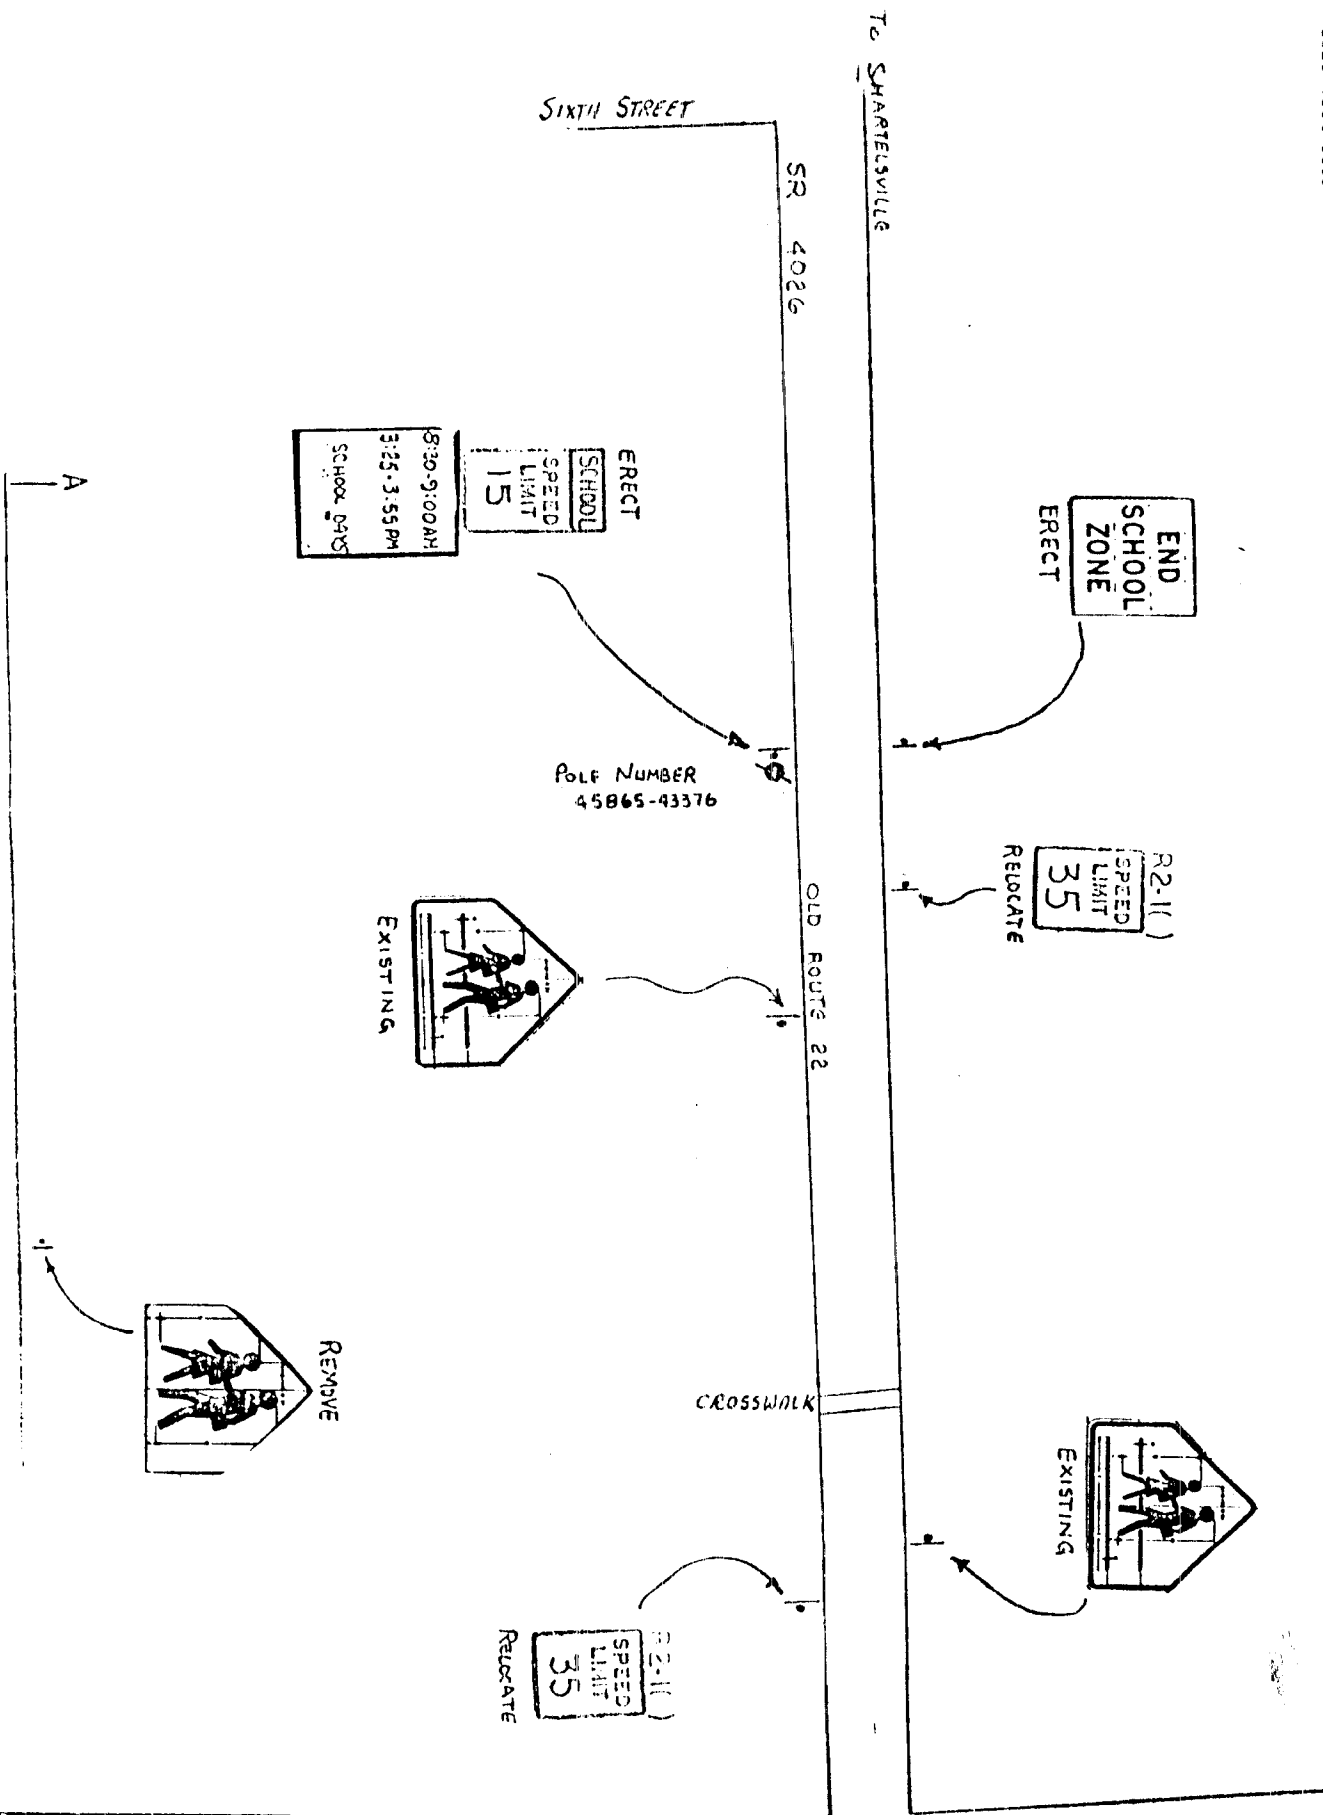 To SHARTELSVILLE
SIXTH STREET
SR 4026
END
SCHOOL
ZONE
ERECT
ERECT
SCHOOL
SPEED
LIMIT
15
8:30-9:00AM
3:25-3:55PM
SCHOOL DAYS
A
POLE NUMBER
45865-43376
R2-1( )
SPEED
LIMIT
35
RELOCATE
OLD ROUTE 22
EXISTING
REMOVE
CROSSWALK
EXISTING
R2-1( )
SPEED
LIMIT
35
RELOCATE